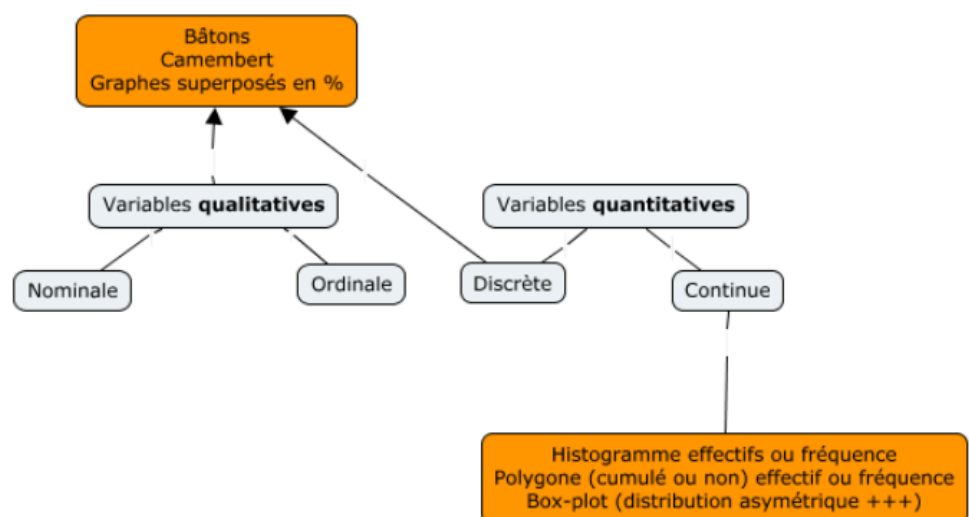 Bâtons
Camembert
Graphes superposés en %
Variables qualitatives
Variables quantitatives
Nominale
Ordinale
Discrète
Continue
Histogramme effectifs ou fréquence
Polygone (cumulé ou non) effectif ou fréquence
Box-plot (distribution asymétrique +++)